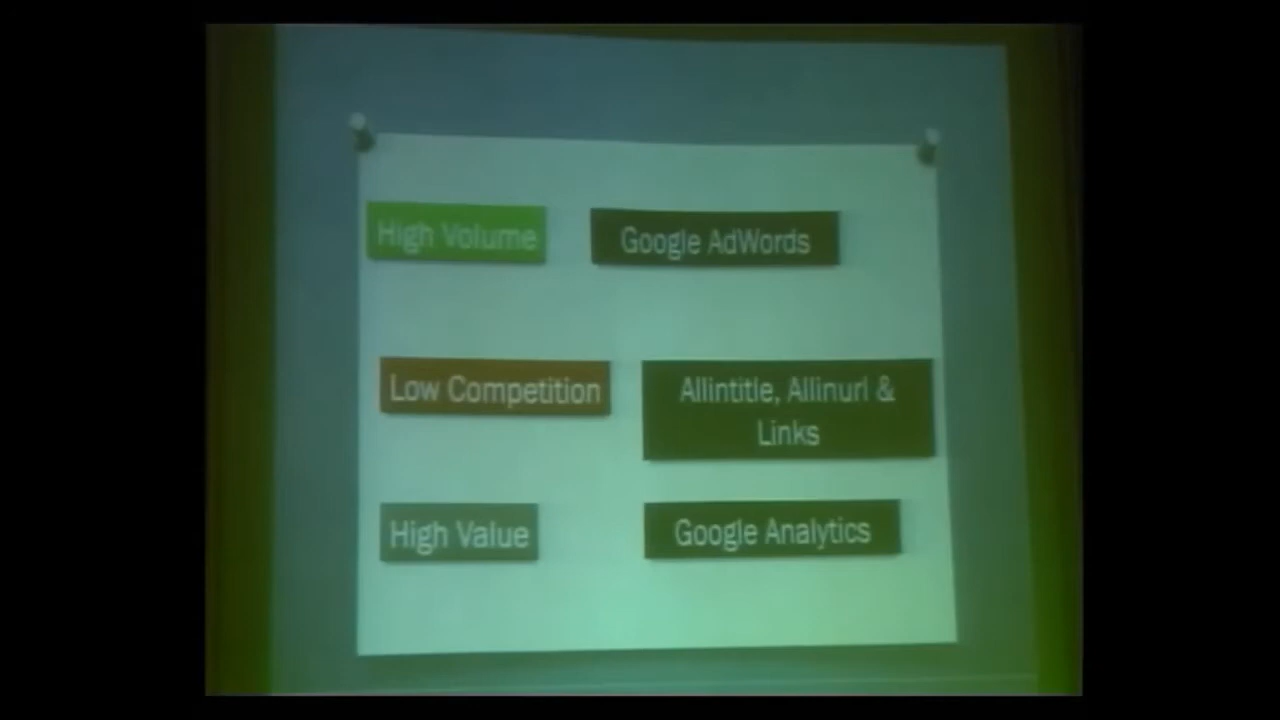 High Volume
Google AdWords
Low Competition
Allintitle, Allinurl &
Links
High Value
Google Analytics